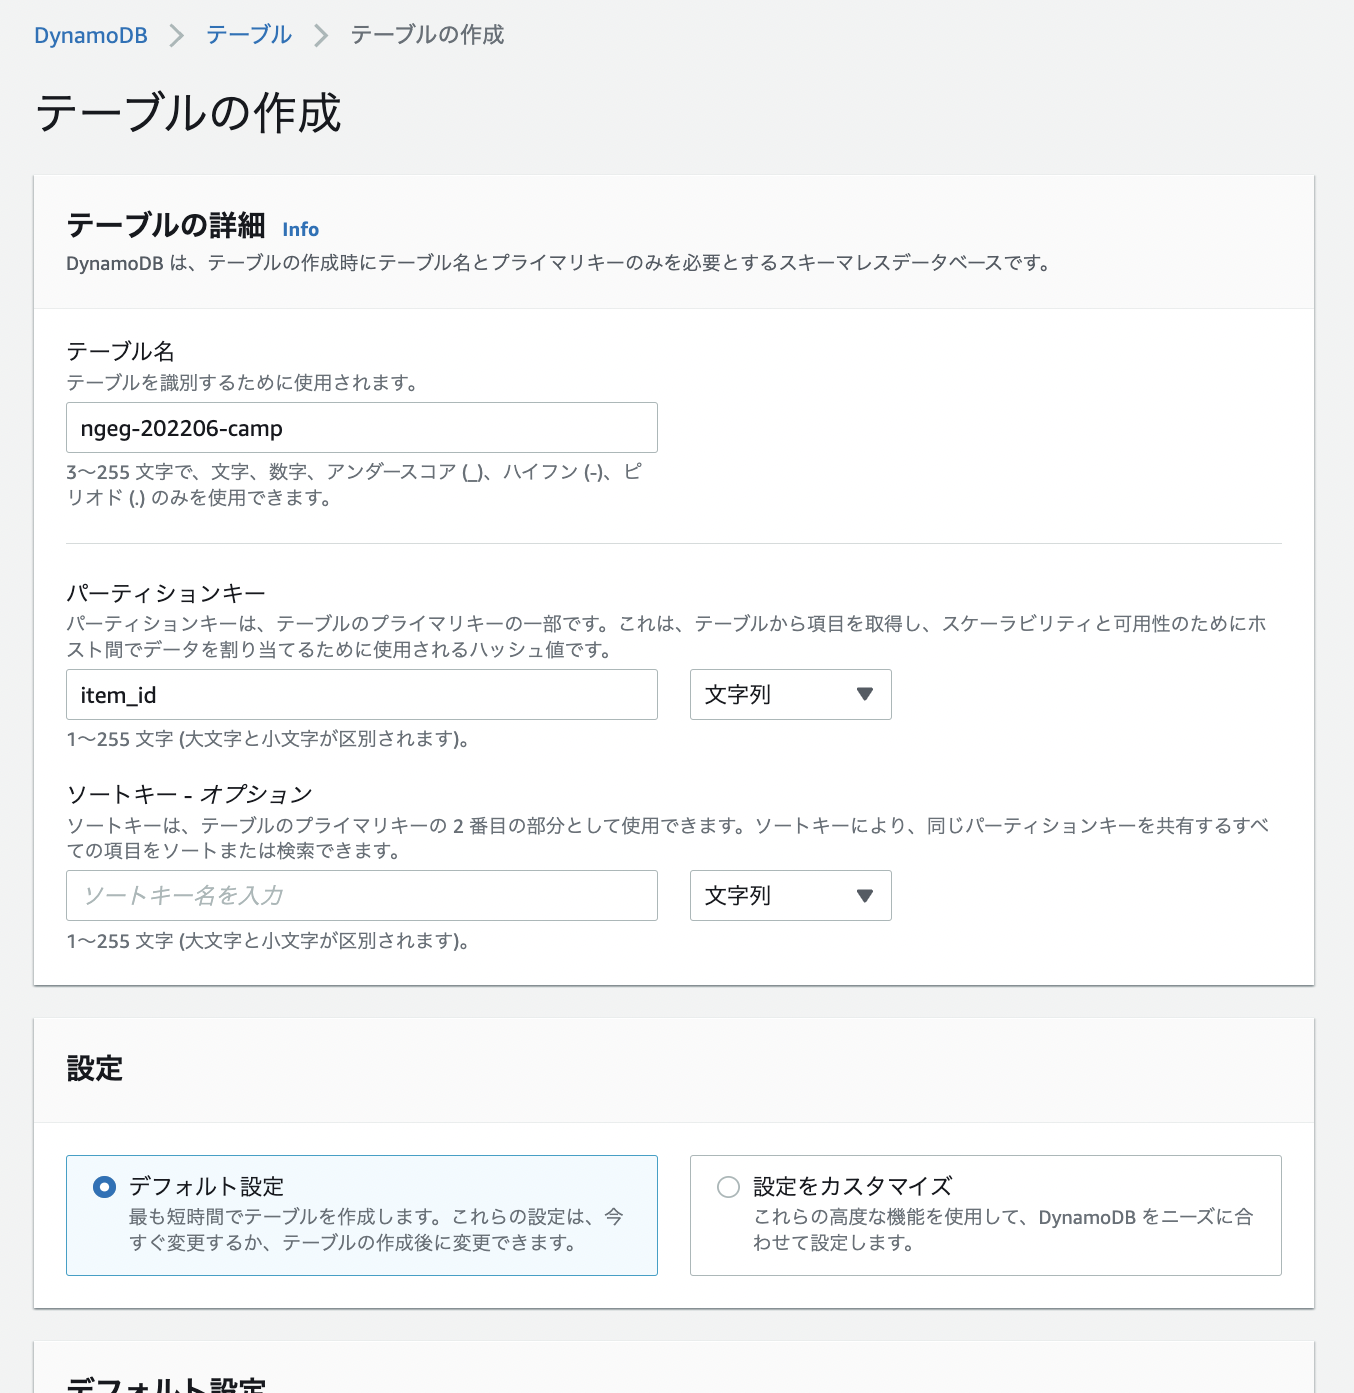 DynamoDB > テーブル > テーブルの作成
テーブルの作成
テーブルの詳細 Info
DynamoDB は、テーブルの作成時にテーブル名とプライマリキーのみを必要とするスキーマレスデータベースです。
テーブル名
テーブルを識別するために使用されます。
ngeg-202206-camp
3〜255 文字で、文字、数字、アンダースコア (_)、ハイフン (-)、ピ
リオド (.) のみを使用できます。
パーティションキー
パーティションキーは、テーブルのプライマリキーの一部です。これは、テーブルから項目を取得し、スケーラビリティと可用性のためにホ
スト間でデータを割り当てるために使用されるハッシュ値です。
item_id 文字列
1〜255 文字 (大文字と小文字が区別されます)。
ソートキー - オプション
ソートキーは、テーブルのプライマリキーの 2 番目の部分として使用できます。ソートキーにより、同じパーティションキーを共有するすべ
ての項目をソートまたは検索できます。
ソートキー名を入力 文字列
1〜255 文字 (大文字と小文字が区別されます)。
設定
デフォルト設定
最も短時間でテーブルを作成します。これらの設定は、今
すぐ変更するか、テーブルの作成後に変更できます。
設定をカスタマイズ
これらの高度な機能を使用して、DynamoDB をニーズに合
わせて設定します。
デフォルト設定